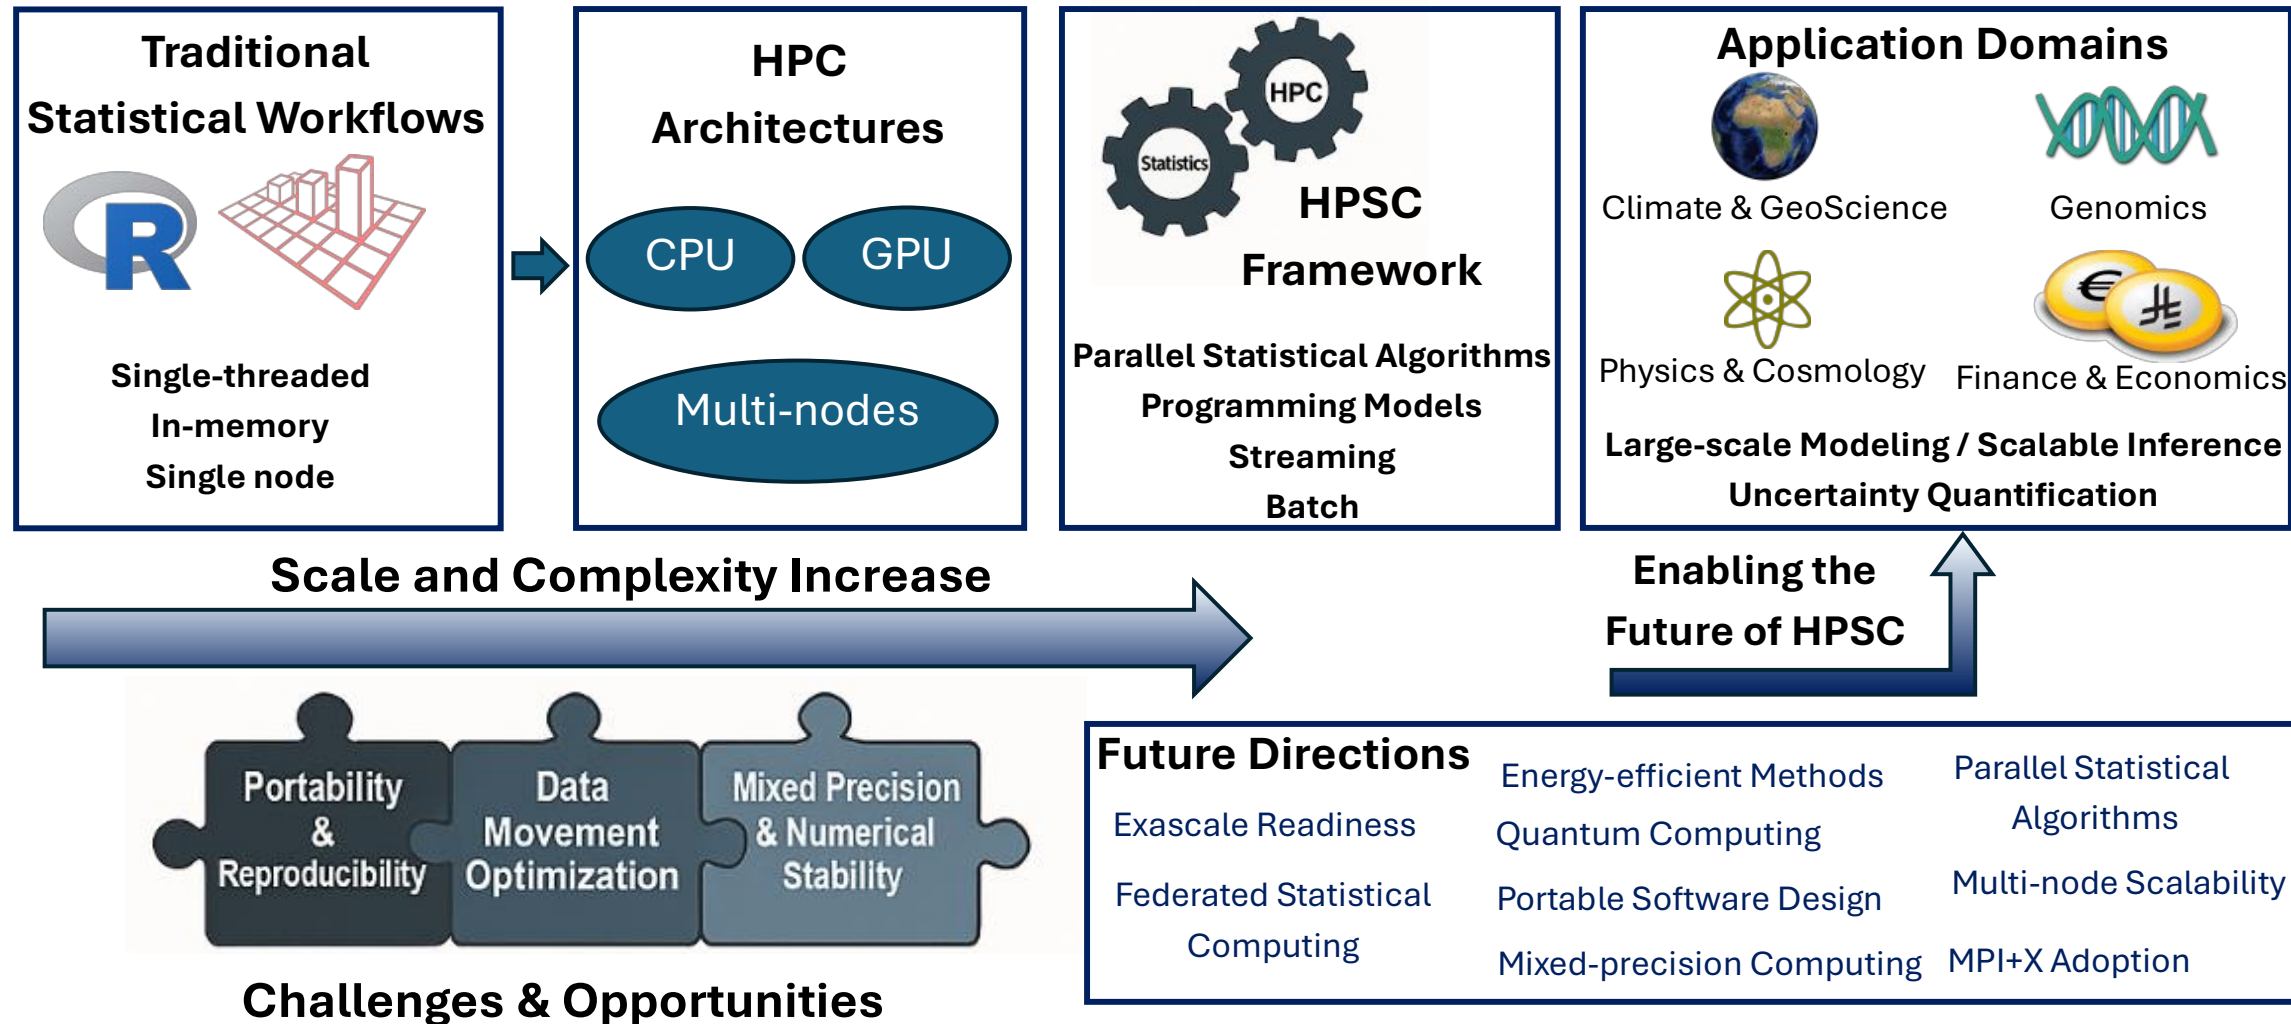 Traditional
Statistical Workflows
R
Single-threaded
In-memory
Single node
HPC
Architectures
CPU
GPU
Multi-nodes
HPC
Statistics
HPSC
Framework
Parallel Statistical Algorithms
Programming Models
Streaming
Batch
Application Domains
Climate & GeoScience
Genomics
€
Physics & Cosmology
Finance & Economics
Large-scale Modeling / Scalable Inference
Uncertainty Quantification
Scale and Complexity Increase
Enabling the
Future of HPSC
Portability
&
Reproducibility
Data
Movement
Optimization
Mixed Precision
& Numerical
Stability
Challenges & Opportunities
Future Directions
Exascale Readiness
Federated Statistical
Computing
Energy-efficient Methods
Quantum Computing
Portable Software Design
Mixed-precision Computing
Parallel Statistical
Algorithms
Multi-node Scalability
MPI+X Adoption